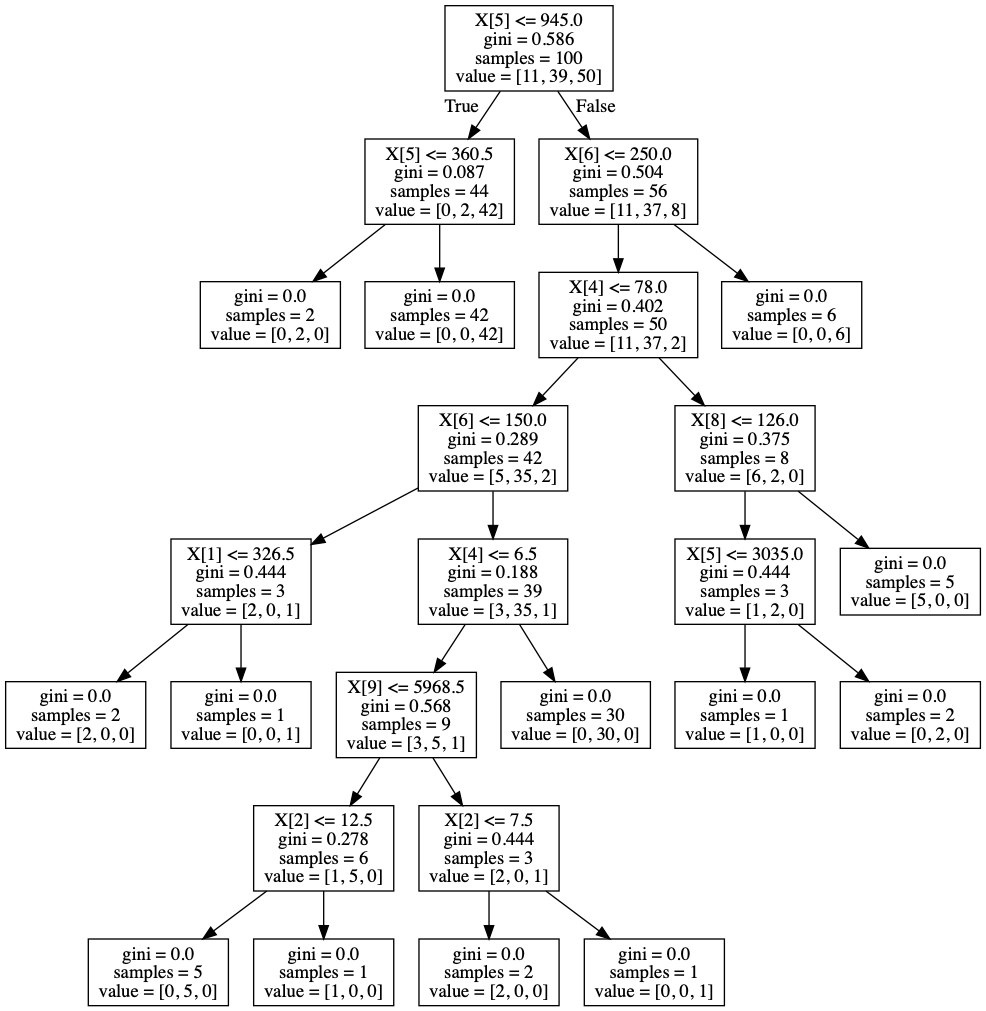 X[5] <= 945.0
gini = 0.586
samples = 100
value = [11, 39, 50]
True
False
X[5] <= 360.5
gini = 0.087
samples = 44
value = [0, 2, 42]
X[6] <= 250.0
gini = 0.504
samples = 56
value = [11, 37, 8]
gini = 0.0
samples = 2
value = [0, 2, 0]
gini = 0.0
samples = 42
value = [0, 0, 42]
X[4] <= 78.0
gini = 0.402
samples = 50
value = [11, 37, 2]
gini = 0.0
samples = 6
value = [0, 0, 6]
X[6] <= 150.0
gini = 0.289
samples = 42
value = [5, 35, 2]
X[8] <= 126.0
gini = 0.375
samples = 8
value = [6, 2, 0]
X[1] <= 326.5
gini = 0.444
samples = 3
value = [2, 0, 1]
X[4] <= 6.5
gini = 0.188
samples = 39
value = [3, 35, 1]
X[5] <= 3035.0
gini = 0.444
samples = 3
value = [1, 2, 0]
gini = 0.0
samples = 5
value = [5, 0, 0]
gini = 0.0
samples = 2
value = [2, 0, 0]
gini = 0.0
samples = 1
value = [0, 0, 1]
X[9] <= 5968.5
gini = 0.568
samples = 9
value = [3, 5, 1]
gini = 0.0
samples = 30
value = [0, 30, 0]
gini = 0.0
samples = 1
value = [1, 0, 0]
gini = 0.0
samples = 2
value = [0, 2, 0]
X[2] <= 12.5
gini = 0.278
samples = 6
value = [1, 5, 0]
X[2] <= 7.5
gini = 0.444
samples = 3
value = [2, 0, 1]
gini = 0.0
samples = 5
value = [0, 5, 0]
gini = 0.0
samples = 1
value = [1, 0, 0]
gini = 0.0
samples = 2
value = [2, 0, 0]
gini = 0.0
samples = 1
value = [0, 0, 1]